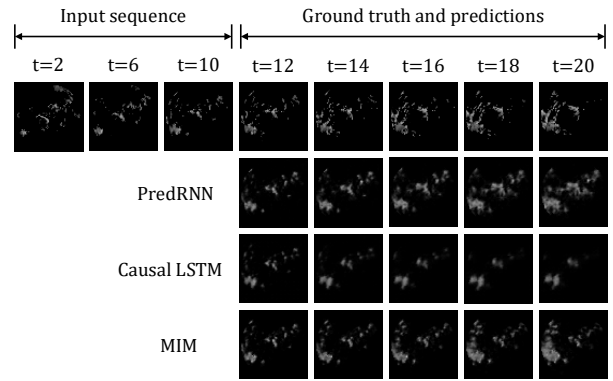 Input sequence Ground truth and predictions
t=2 t=6 t=10 t=12 t=14 t=16 t=18 t=20
PredRNN
Causal LSTM
MIM